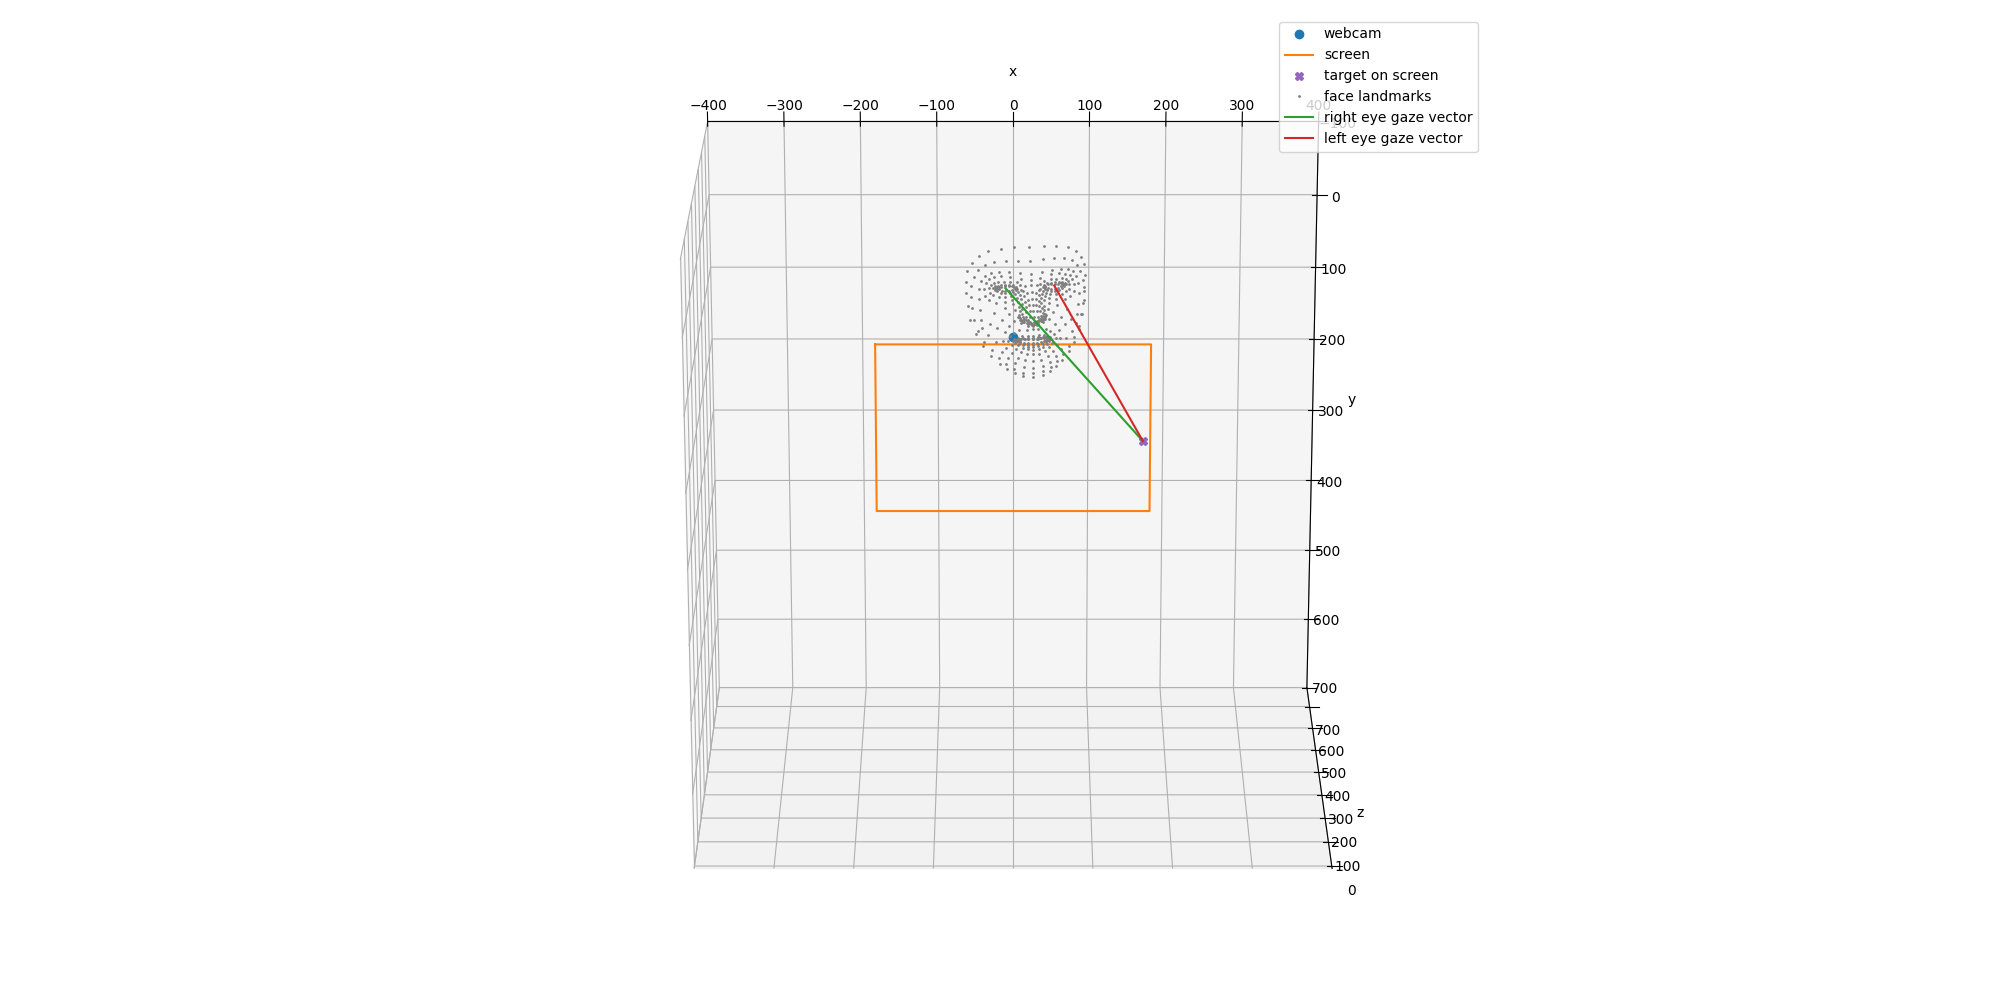 webcam
screen
target on screen
face landmarks
right eye gaze vector
left eye gaze vector
x
−400 −300 −200 −100 0 100 200 300 400
−100
0
100
200
300
y
400
500
600
700
700
600
500
400
300 z
200
100
0